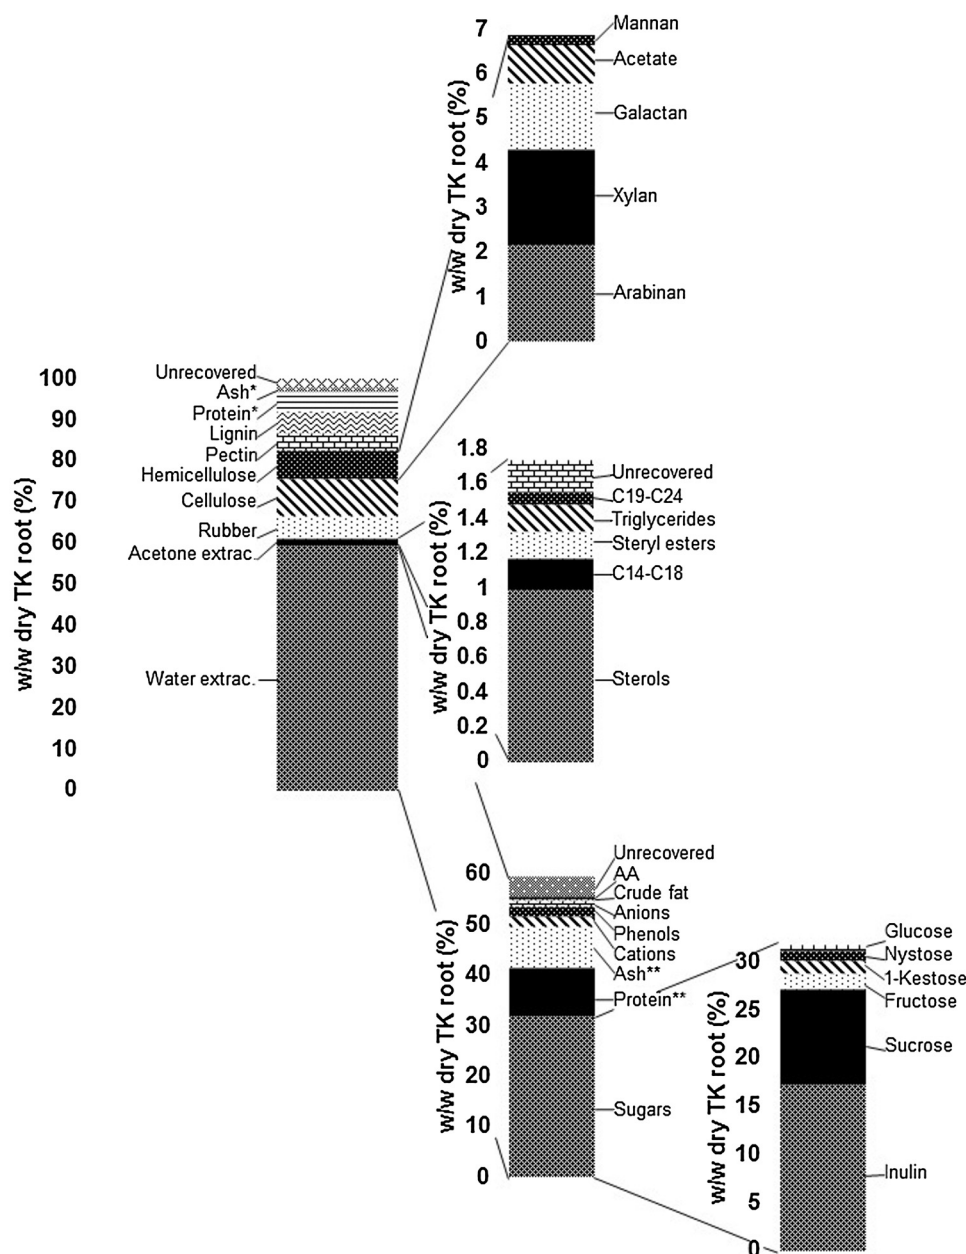 7
6
5
4
3
2
1
0
w/w dry TK root (%)
Mannan
Acetate
Galactan
Xylan
Arabinan
100
90
80
70
60
50
40
30
20
10
0
w/w dry TK root (%)
Unrecovered
Ash*
Protein*
Lignin
Pectin
Hemicellulose
Cellulose
Rubber
Acetone extrac.
Water extrac.
1.8
1.6
1.4
1.2
1
0.8
0.6
0.4
0.2
0
w/w dry TK root (%)
Unrecovered
C19-C24
Triglycerides
Steryl esters
C14-C18
Sterols
60
50
40
30
20
10
0
w/w dry TK root (%)
Unrecovered
AA
Crude fat
Anions
Phenols
Cations
Ash**
Protein**
Sugars
30
25
20
15
10
5
0
w/w dry TK root (%)
Glucose
Nystose
1-Kestose
Fructose
Sucrose
Inulin